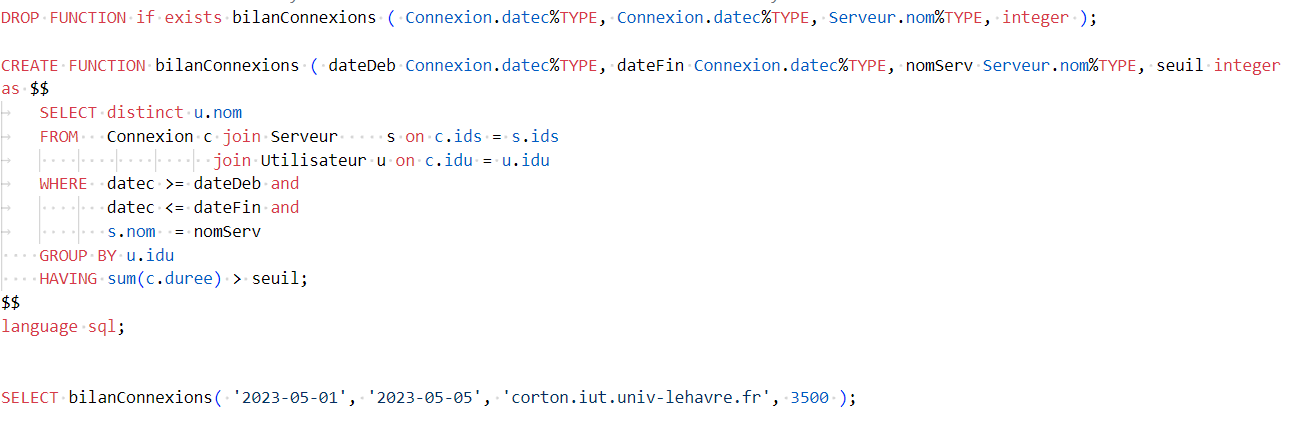 DROP FUNCTION if exists bilanConnexions ( Connexion.datec%TYPE, Connexion.datec%TYPE, Serveur.nom%TYPE, integer );
CREATE FUNCTION bilanConnexions ( dateDeb Connexion.datec%TYPE, dateFin Connexion.datec%TYPE, nomServ Serveur.nom%TYPE, seuil integer
as $$
SELECT distinct u.nom
FROM Connexion c join Serveur s on c.ids = s.ids
join Utilisateur u on c.idu = u.idu
WHERE datec >= dateDeb and
datec <= dateFin and
s.nom = nomServ
GROUP BY u.idu
HAVING sum(c.duree) > seuil;
$$
language sql;
SELECT bilanConnexions( '2023-05-01', '2023-05-05', 'corton.iut.univ-lehavre.fr', 3500 );